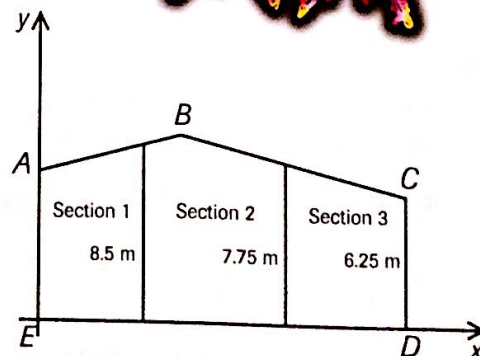 y
B
A
C
Section 1
Section 2
Section 3
8.5 m
7.75 m
6.25 m
E
D
x